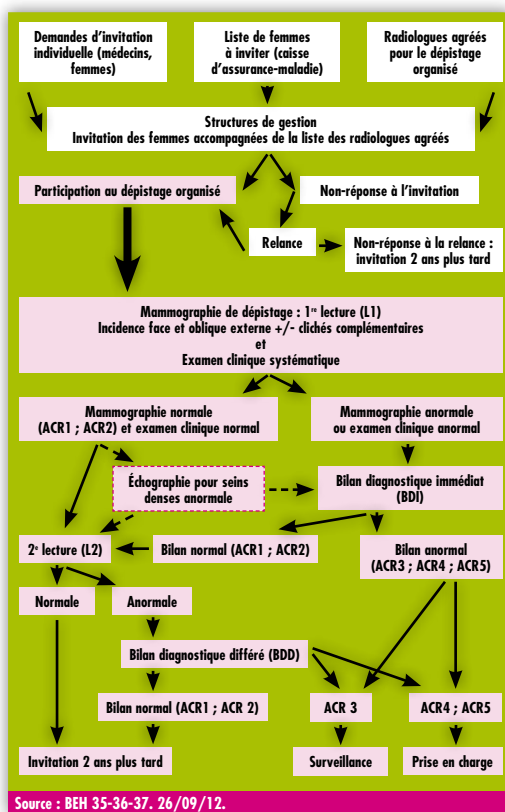 Demandes d'invitation
individuelle (médecins,
femmes)
Liste de femmes
à inviter (caisse
d'assurance-maladie)
Radiologues agréés
pour le dépistage
organisé
Structures de gestion
Invitation des femmes accompagnées de la liste des radiologues agréés
Participation au dépistage organisé
Non-réponse à l'invitation
Relance
Non-réponse à la relance :
invitation 2 ans plus tard
Mammographie de dépistage : 1re lecture (L1)
Incidence face et oblique externe +/- clichés complémentaires
et
Examen clinique systématique
Mammographie normale
(ACR1 ; ACR2) et examen clinique normal
Mammographie anormale
ou examen clinique anormal
Échographie pour seins
denses anormale
Bilan diagnostique immédiat
(BDI)
2e lecture (L2)
Bilan normal (ACR1 ; ACR2)
Bilan anormal
(ACR3 ; ACR4 ; ACR5)
Normale
Anormale
Bilan diagnostique différé (BDD)
Bilan normal (ACR1 ; ACR 2)
ACR 3
ACR4 ; ACR5
Invitation 2 ans plus tard
Surveillance
Prise en charge
Source : BEH 35-36-37. 26/09/12.